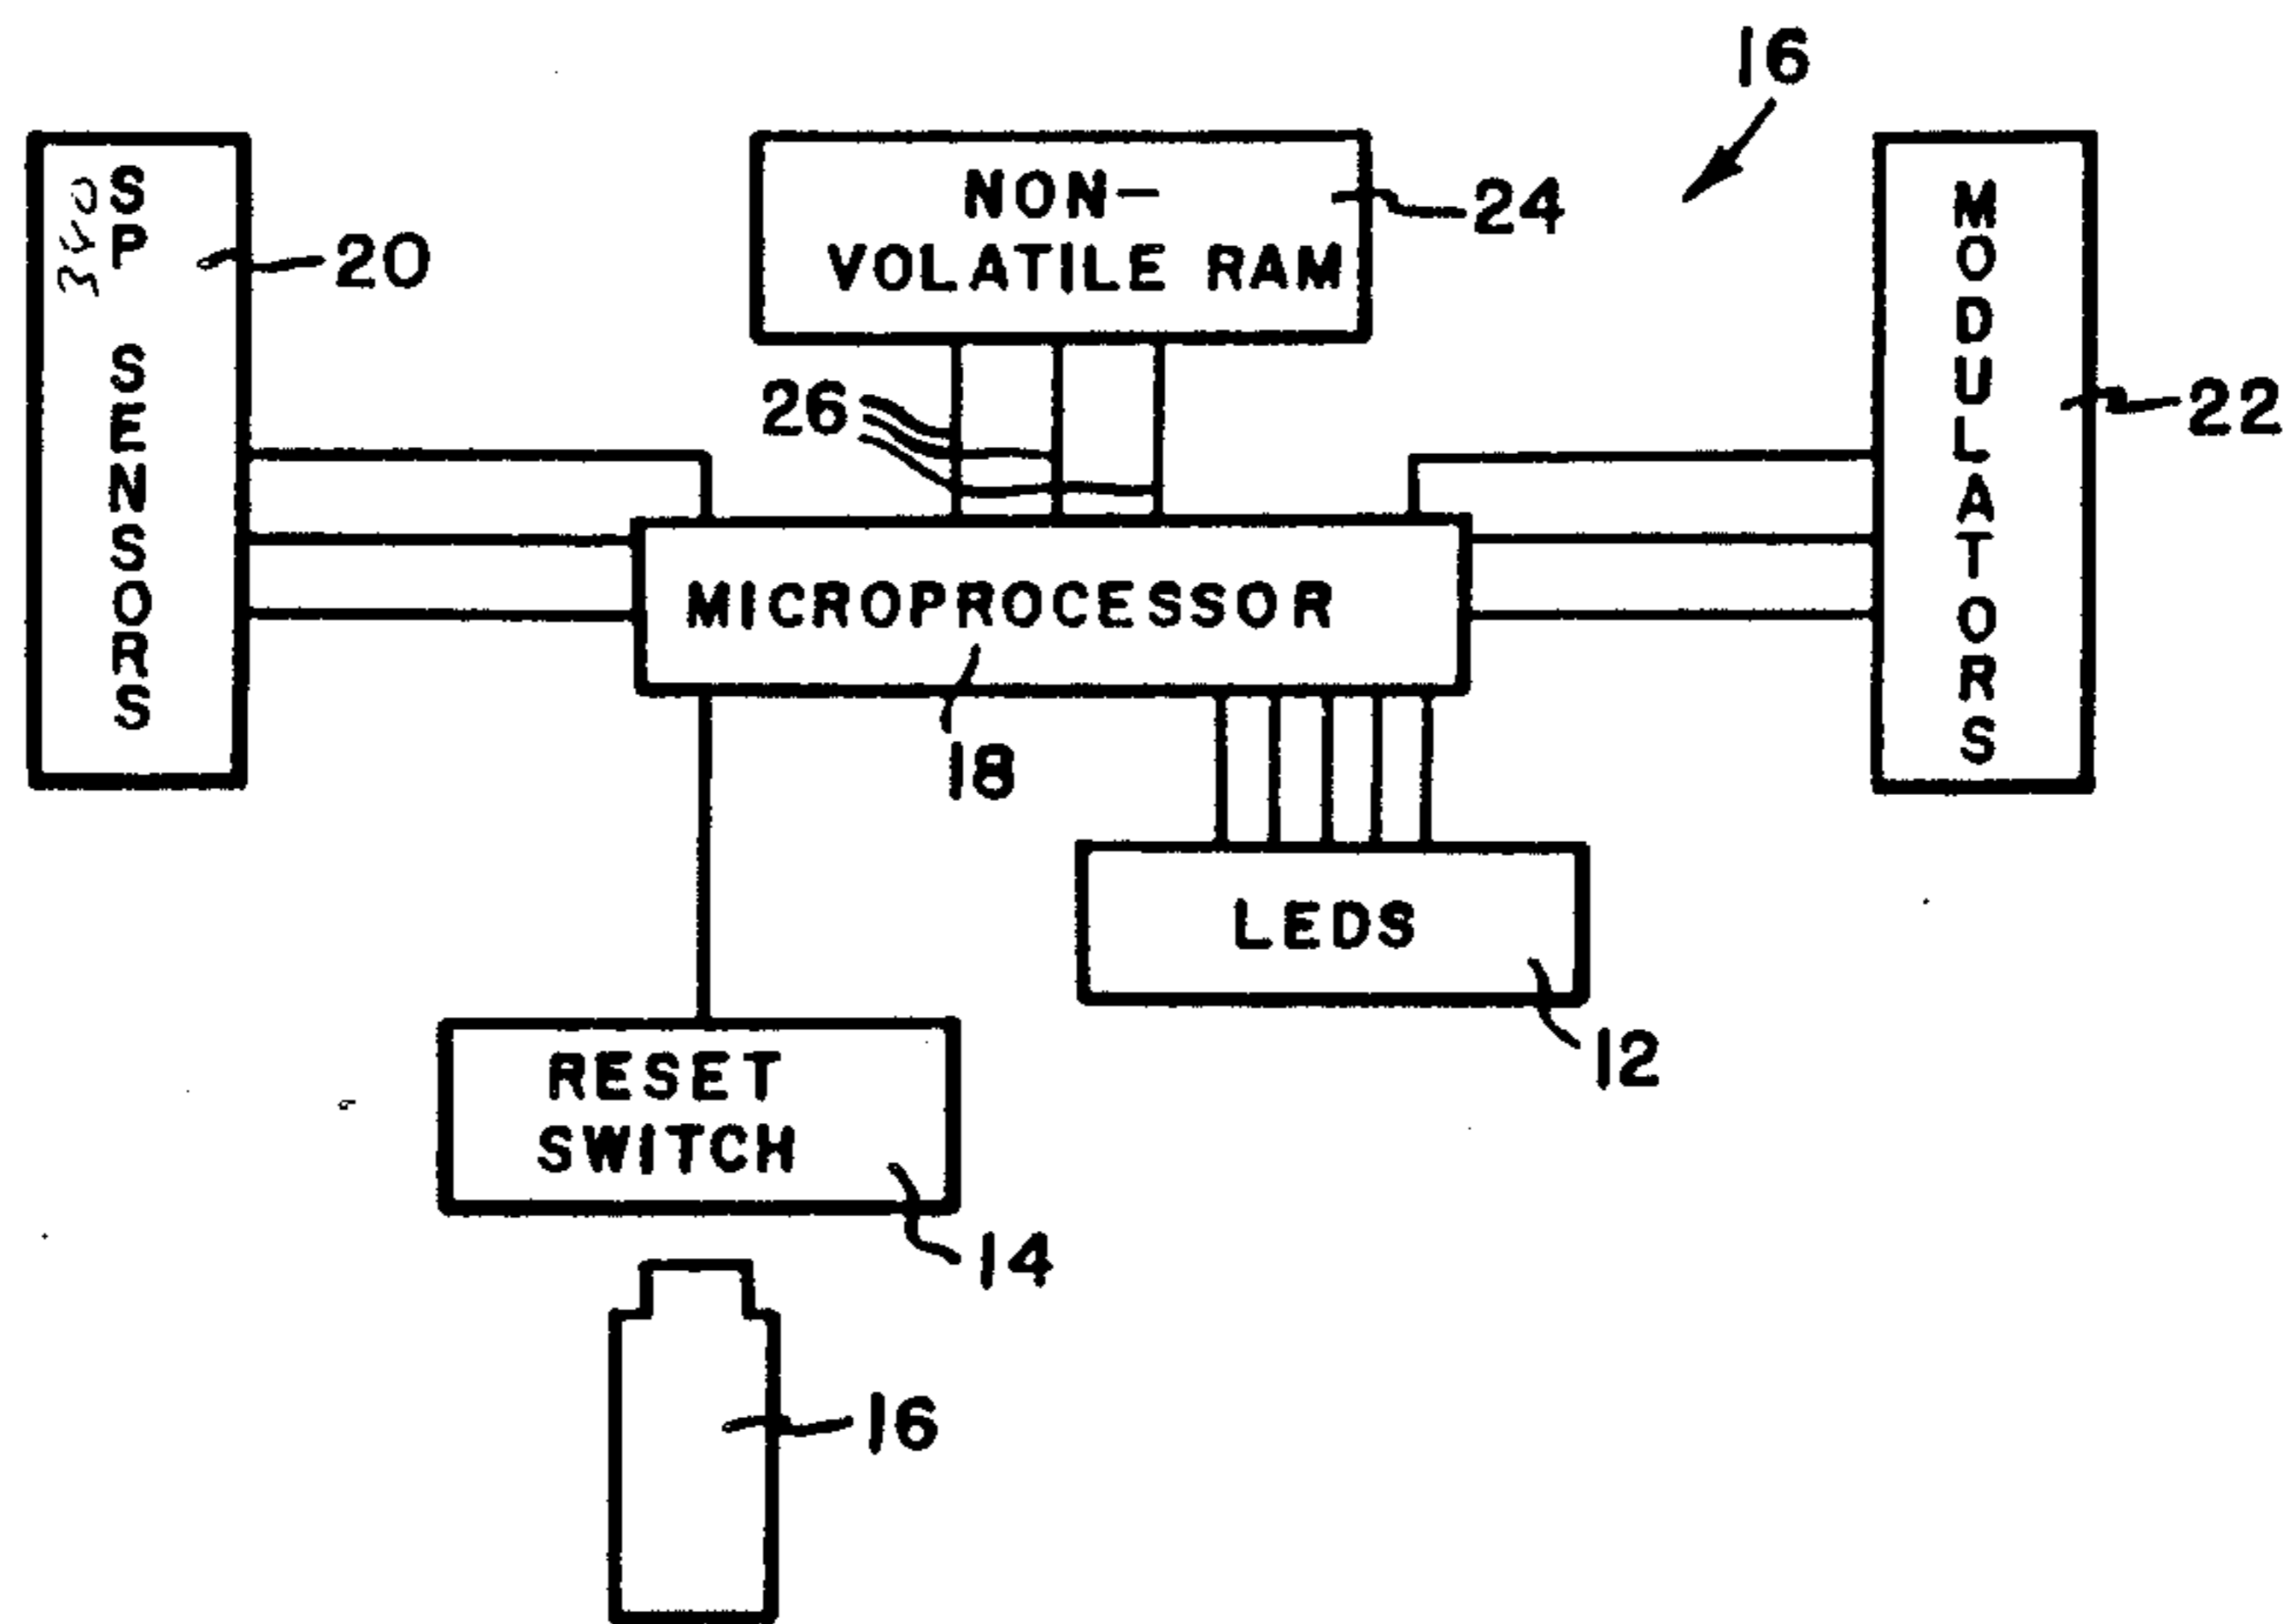 16
SP SENSORS
20
NON-
VOLATILE RAM
24
MODULATORS
22
26
MICROPROCESSOR
18
LEDS
12
RESET
SWITCH
14
16